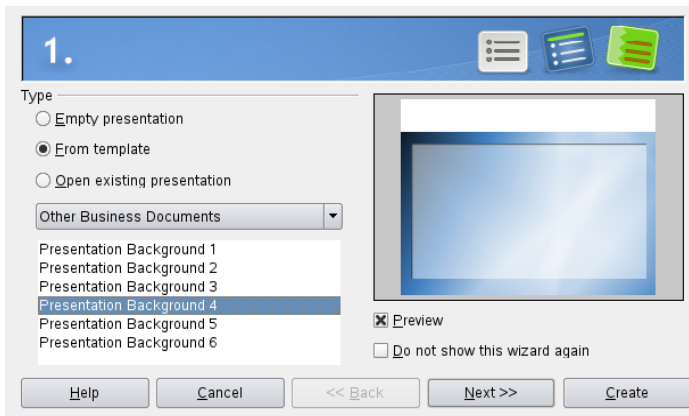 1.
Type
Empty presentation
From template
Open existing presentation
Other Business Documents
Presentation Background 1
Presentation Background 2
Presentation Background 3
Presentation Background 4
Presentation Background 5
Presentation Background 6
Preview
Do not show this wizard again
Help Cancel << Back Next >> Create